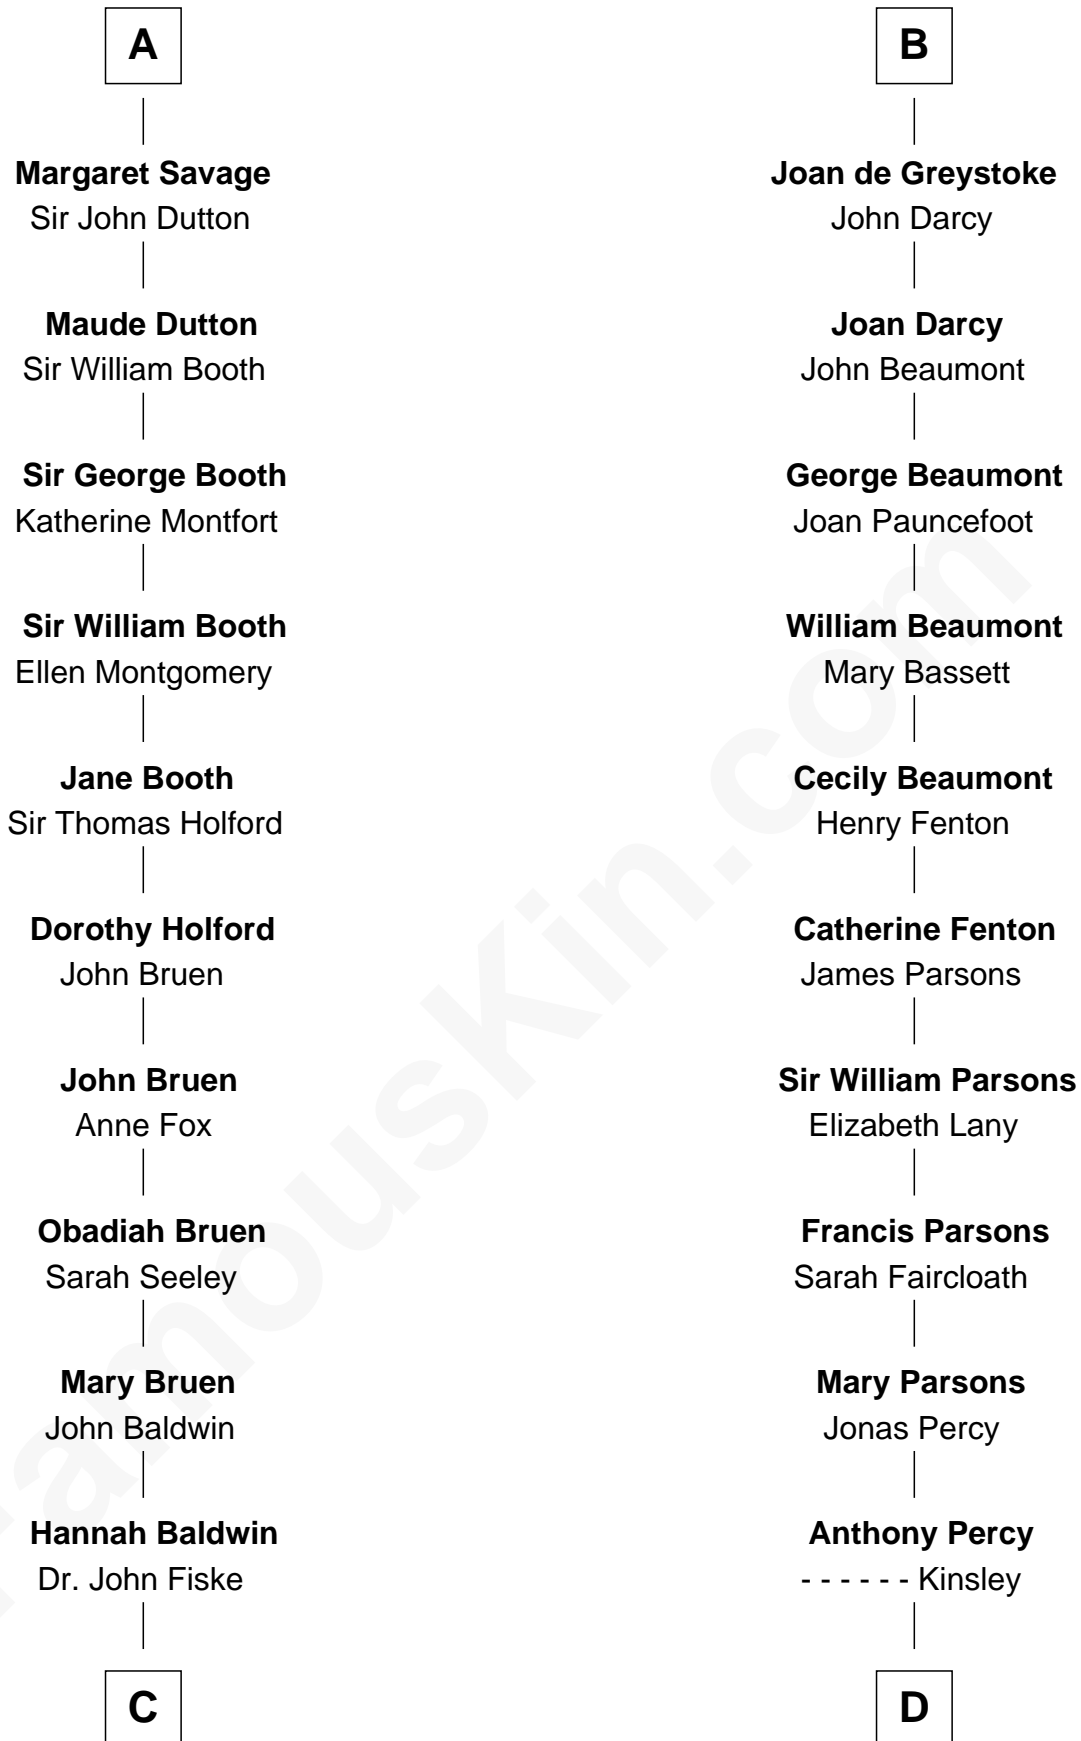 A
Margaret Savage
Sir John Dutton
Maude Dutton
Sir William Booth
Sir George Booth
Katherine Montfort
Sir William Booth
Ellen Montgomery
Jane Booth
Sir Thomas Holford
Dorothy Holford
John Bruen
John Bruen
Anne Fox
Obadiah Bruen
Sarah Seeley
Mary Bruen
John Baldwin
Hannah Baldwin
Dr. John Fiske
C
B
Joan de Greystoke
John Darcy
Joan Darcy
John Beaumont
George Beaumont
Joan Pauncefoot
William Beaumont
Mary Bassett
Cecily Beaumont
Henry Fenton
Catherine Fenton
James Parsons
Sir William Parsons
Elizabeth Lany
Francis Parsons
Sarah Faircloath
Mary Parsons
Jonas Percy
Anthony Percy
- - - - - - Kinsley
D
FamousKin.com